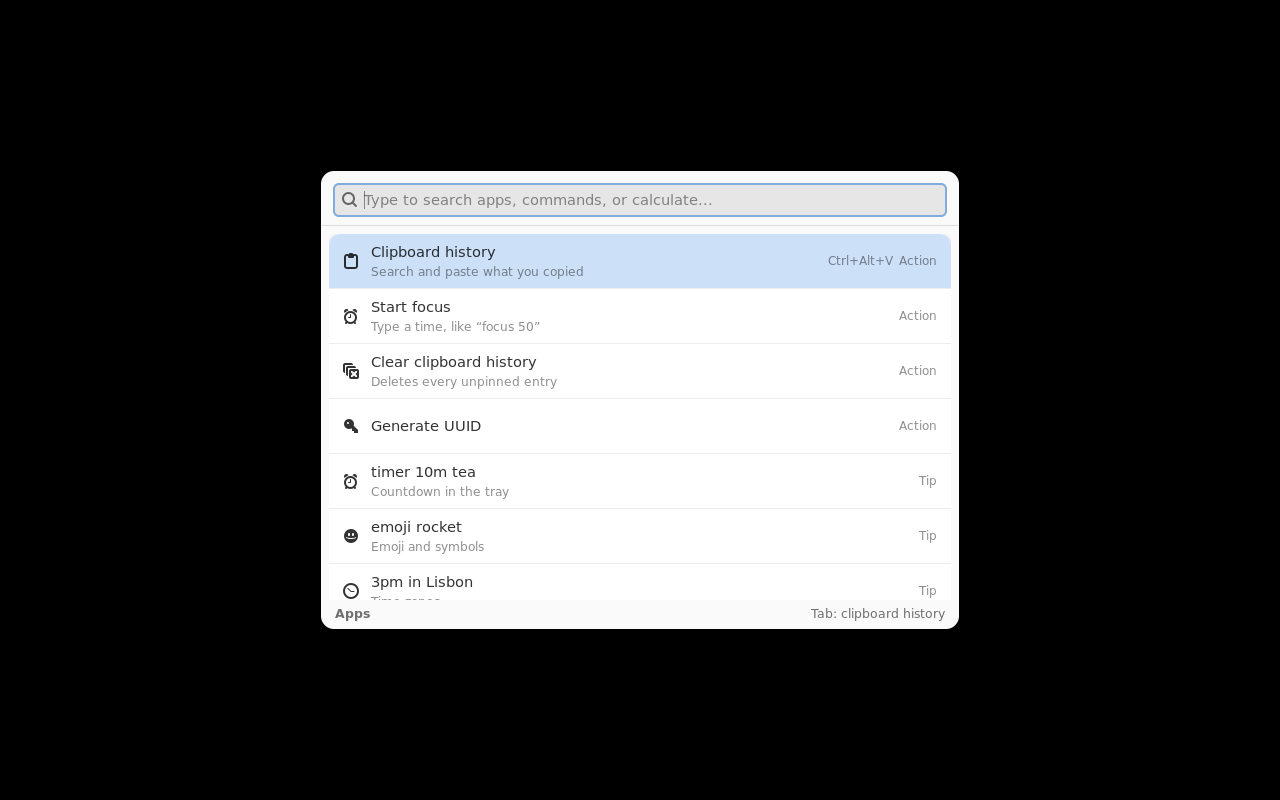 Type to search apps, commands, or calculate...
Clipboard history
Search and paste what you copied
Ctrl+Alt+V Action
Start focus
Type a time, like “focus 50”
Action
Clear clipboard history
Deletes every unpinned entry
Action
Generate UUID
Action
timer 10m tea
Countdown in the tray
Tip
emoji rocket
Emoji and symbols
Tip
3pm in Lisbon
Tip
Apps
Tab: clipboard history